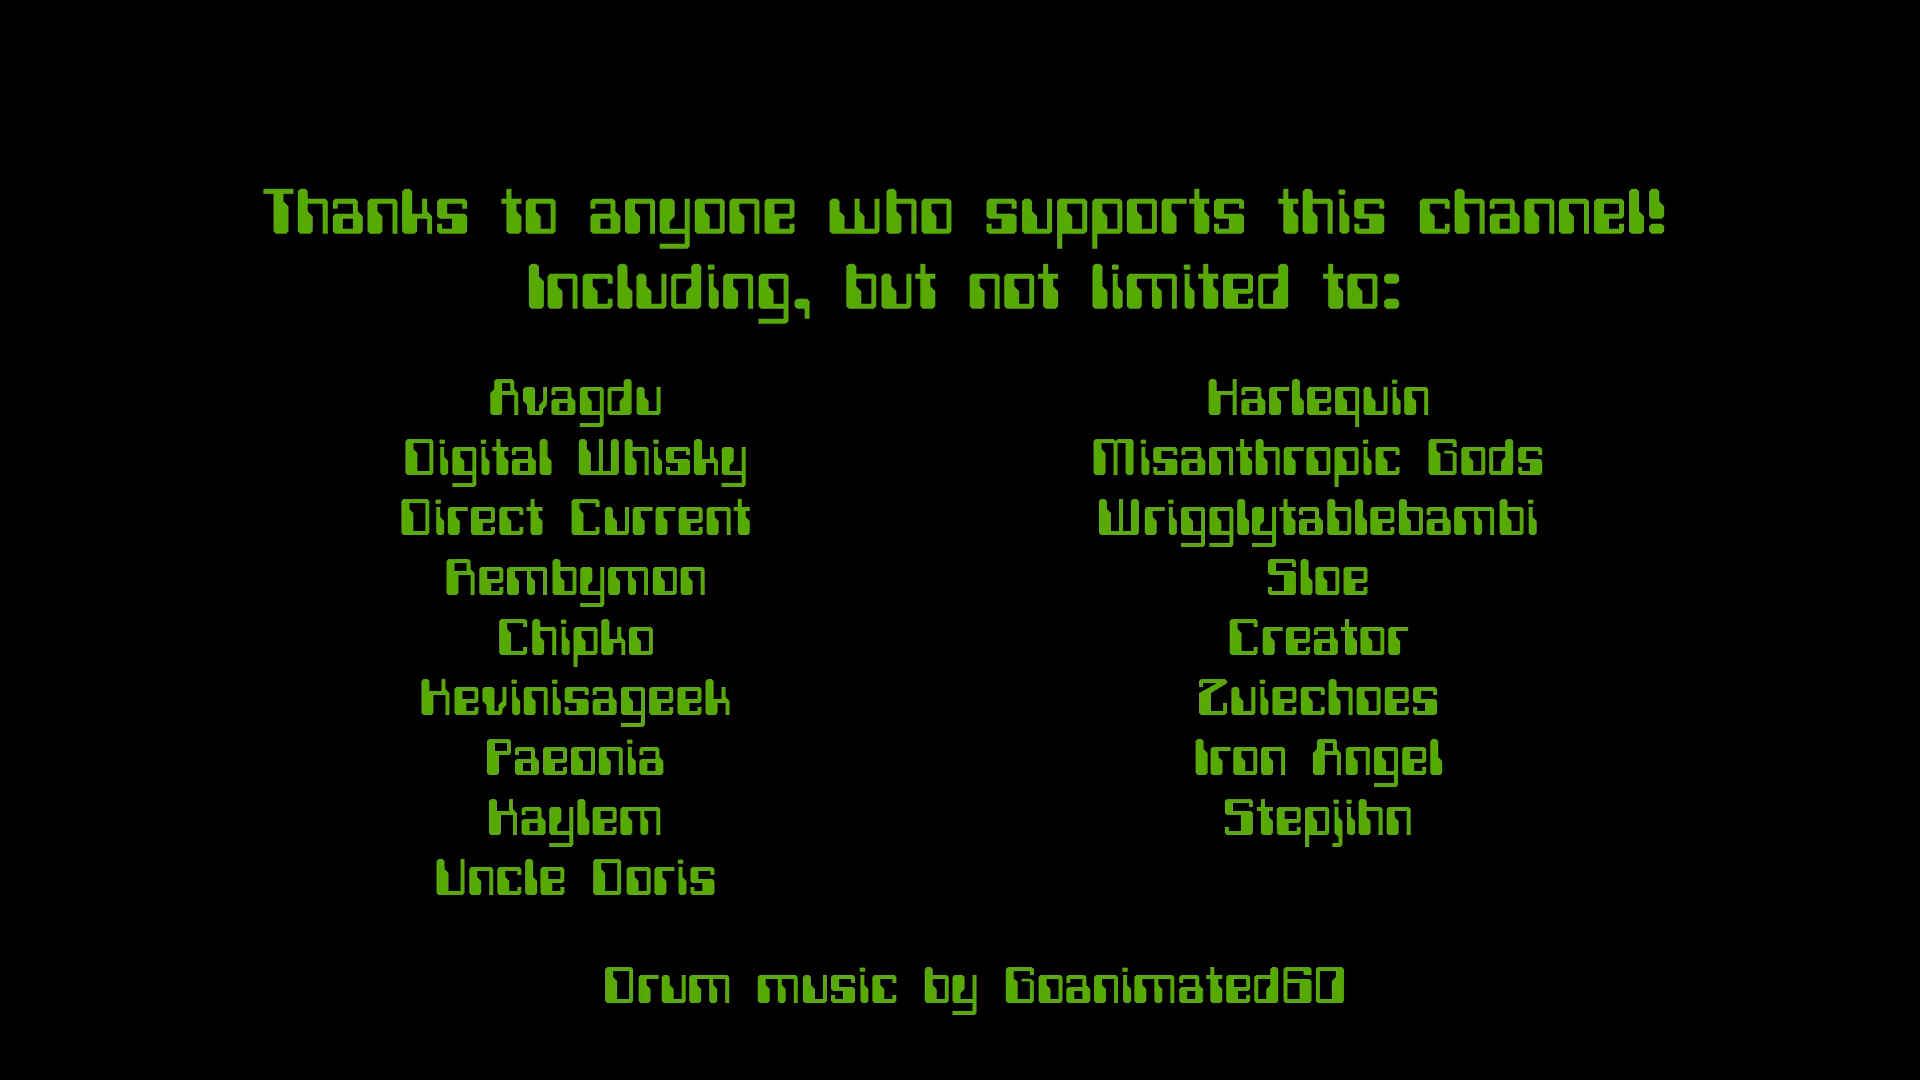 Thanks to anyone who supports this channel!
Including, but not limited to:
Avagdu
Digital Whisky
Direct Current
Rembymon
Chipko
Kevinisageek
Paeonia
Kaylem
Uncle Doris
Harlequin
Misanthropic Gods
Wrigglytablebambi
Sloe
Creator
Zuiechoes
Iron Angel
Stepjihn
Drum music by Goanimated60